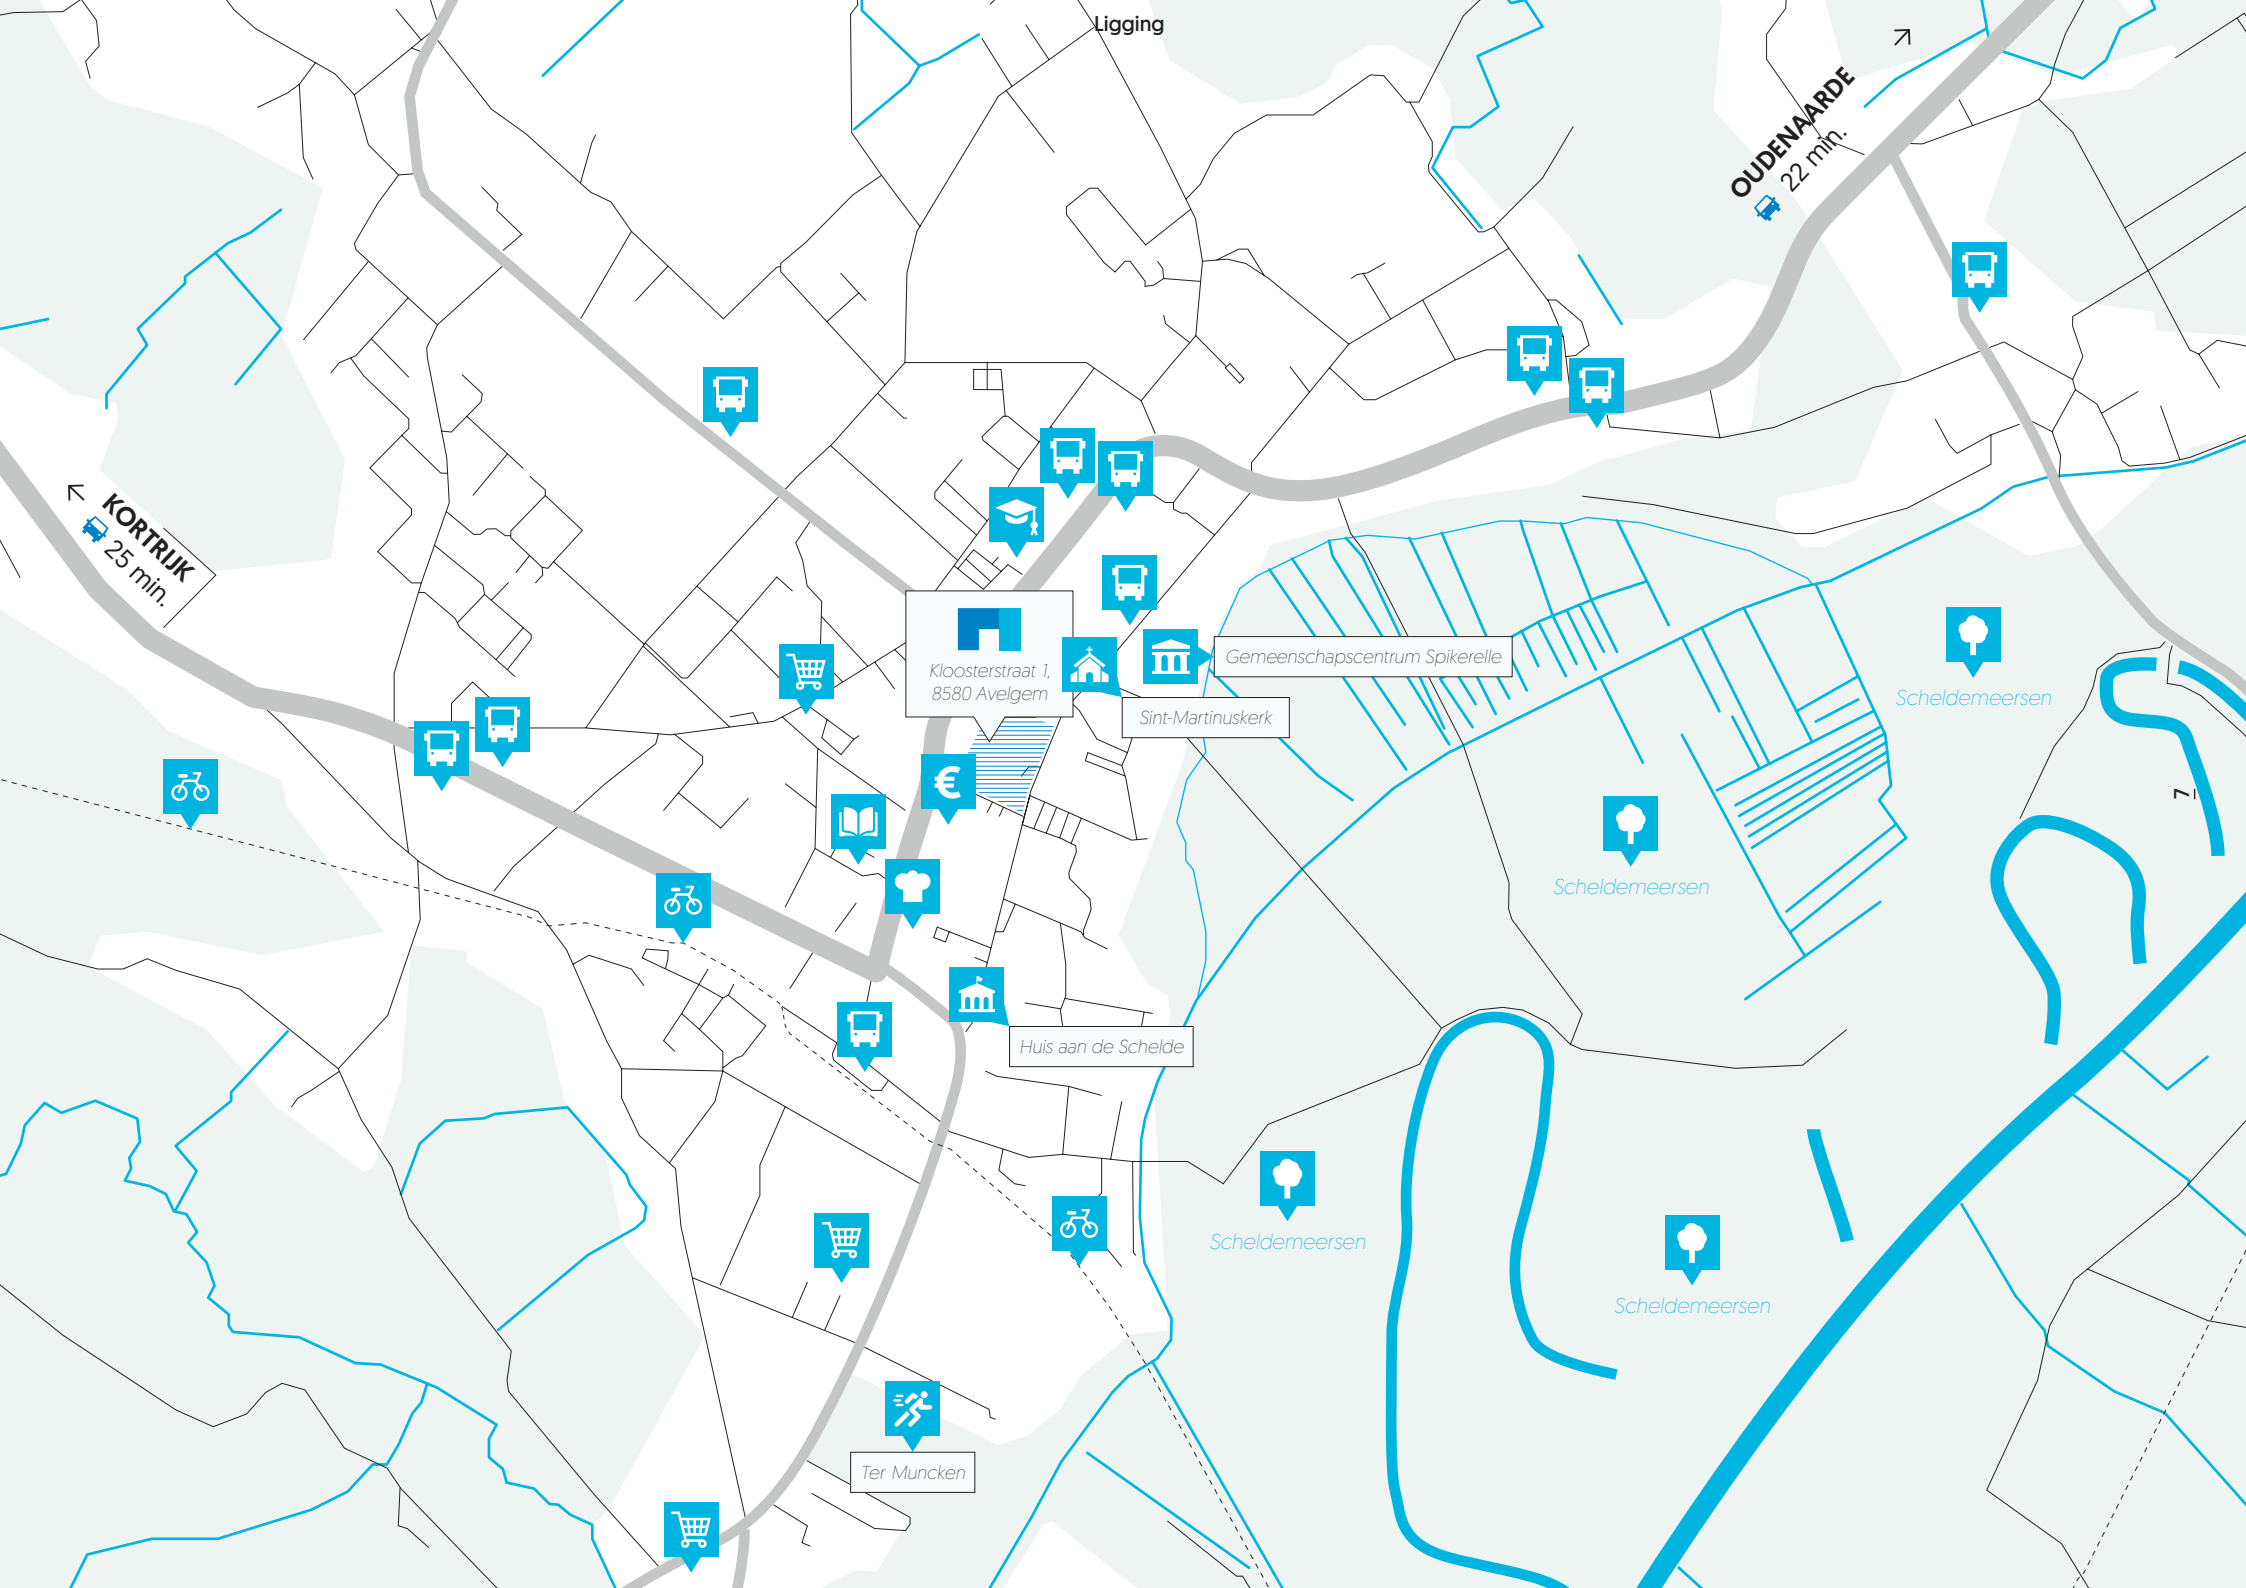 Ligging
OUDENAARDE
22 min.
KORTRIJK
25 min.
Kloosterstraat 1,
8580 Avelgem
Gemeenschapscentrum Spikerelle
Sint-Martinuskerk
Scheldemeersen
7
Scheldemeersen
€
Huis aan de Schelde
Scheldemeersen
Scheldemeersen
Ter Muncken